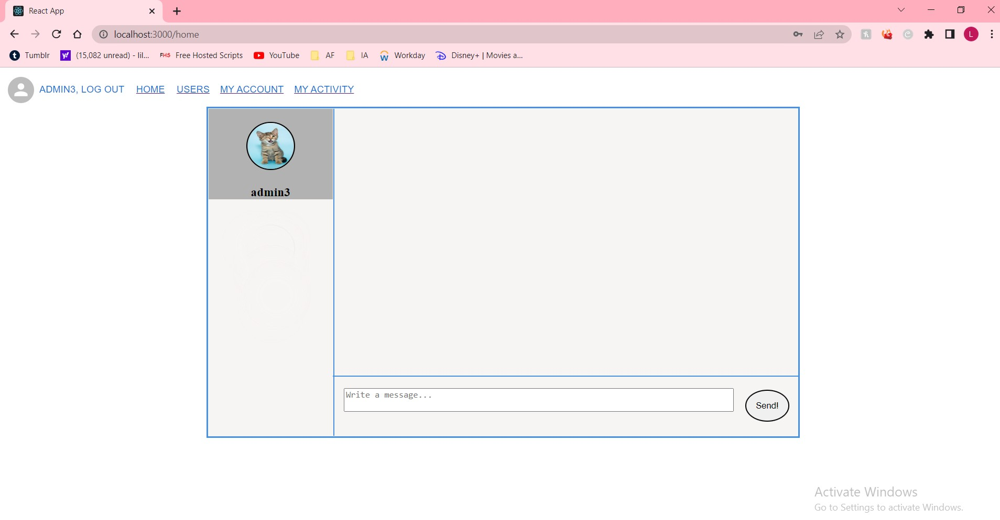 React App
localhost:3000/home
L
Tumblr (15,082 unread) - lil... FHS Free Hosted Scripts YouTube AF IA Workday Disney+ | Movies a...
ADMIN3, LOG OUT HOME USERS MY ACCOUNT MY ACTIVITY
admin3
Write a message...
Send!
Activate Windows
Go to Settings to activate Windows.